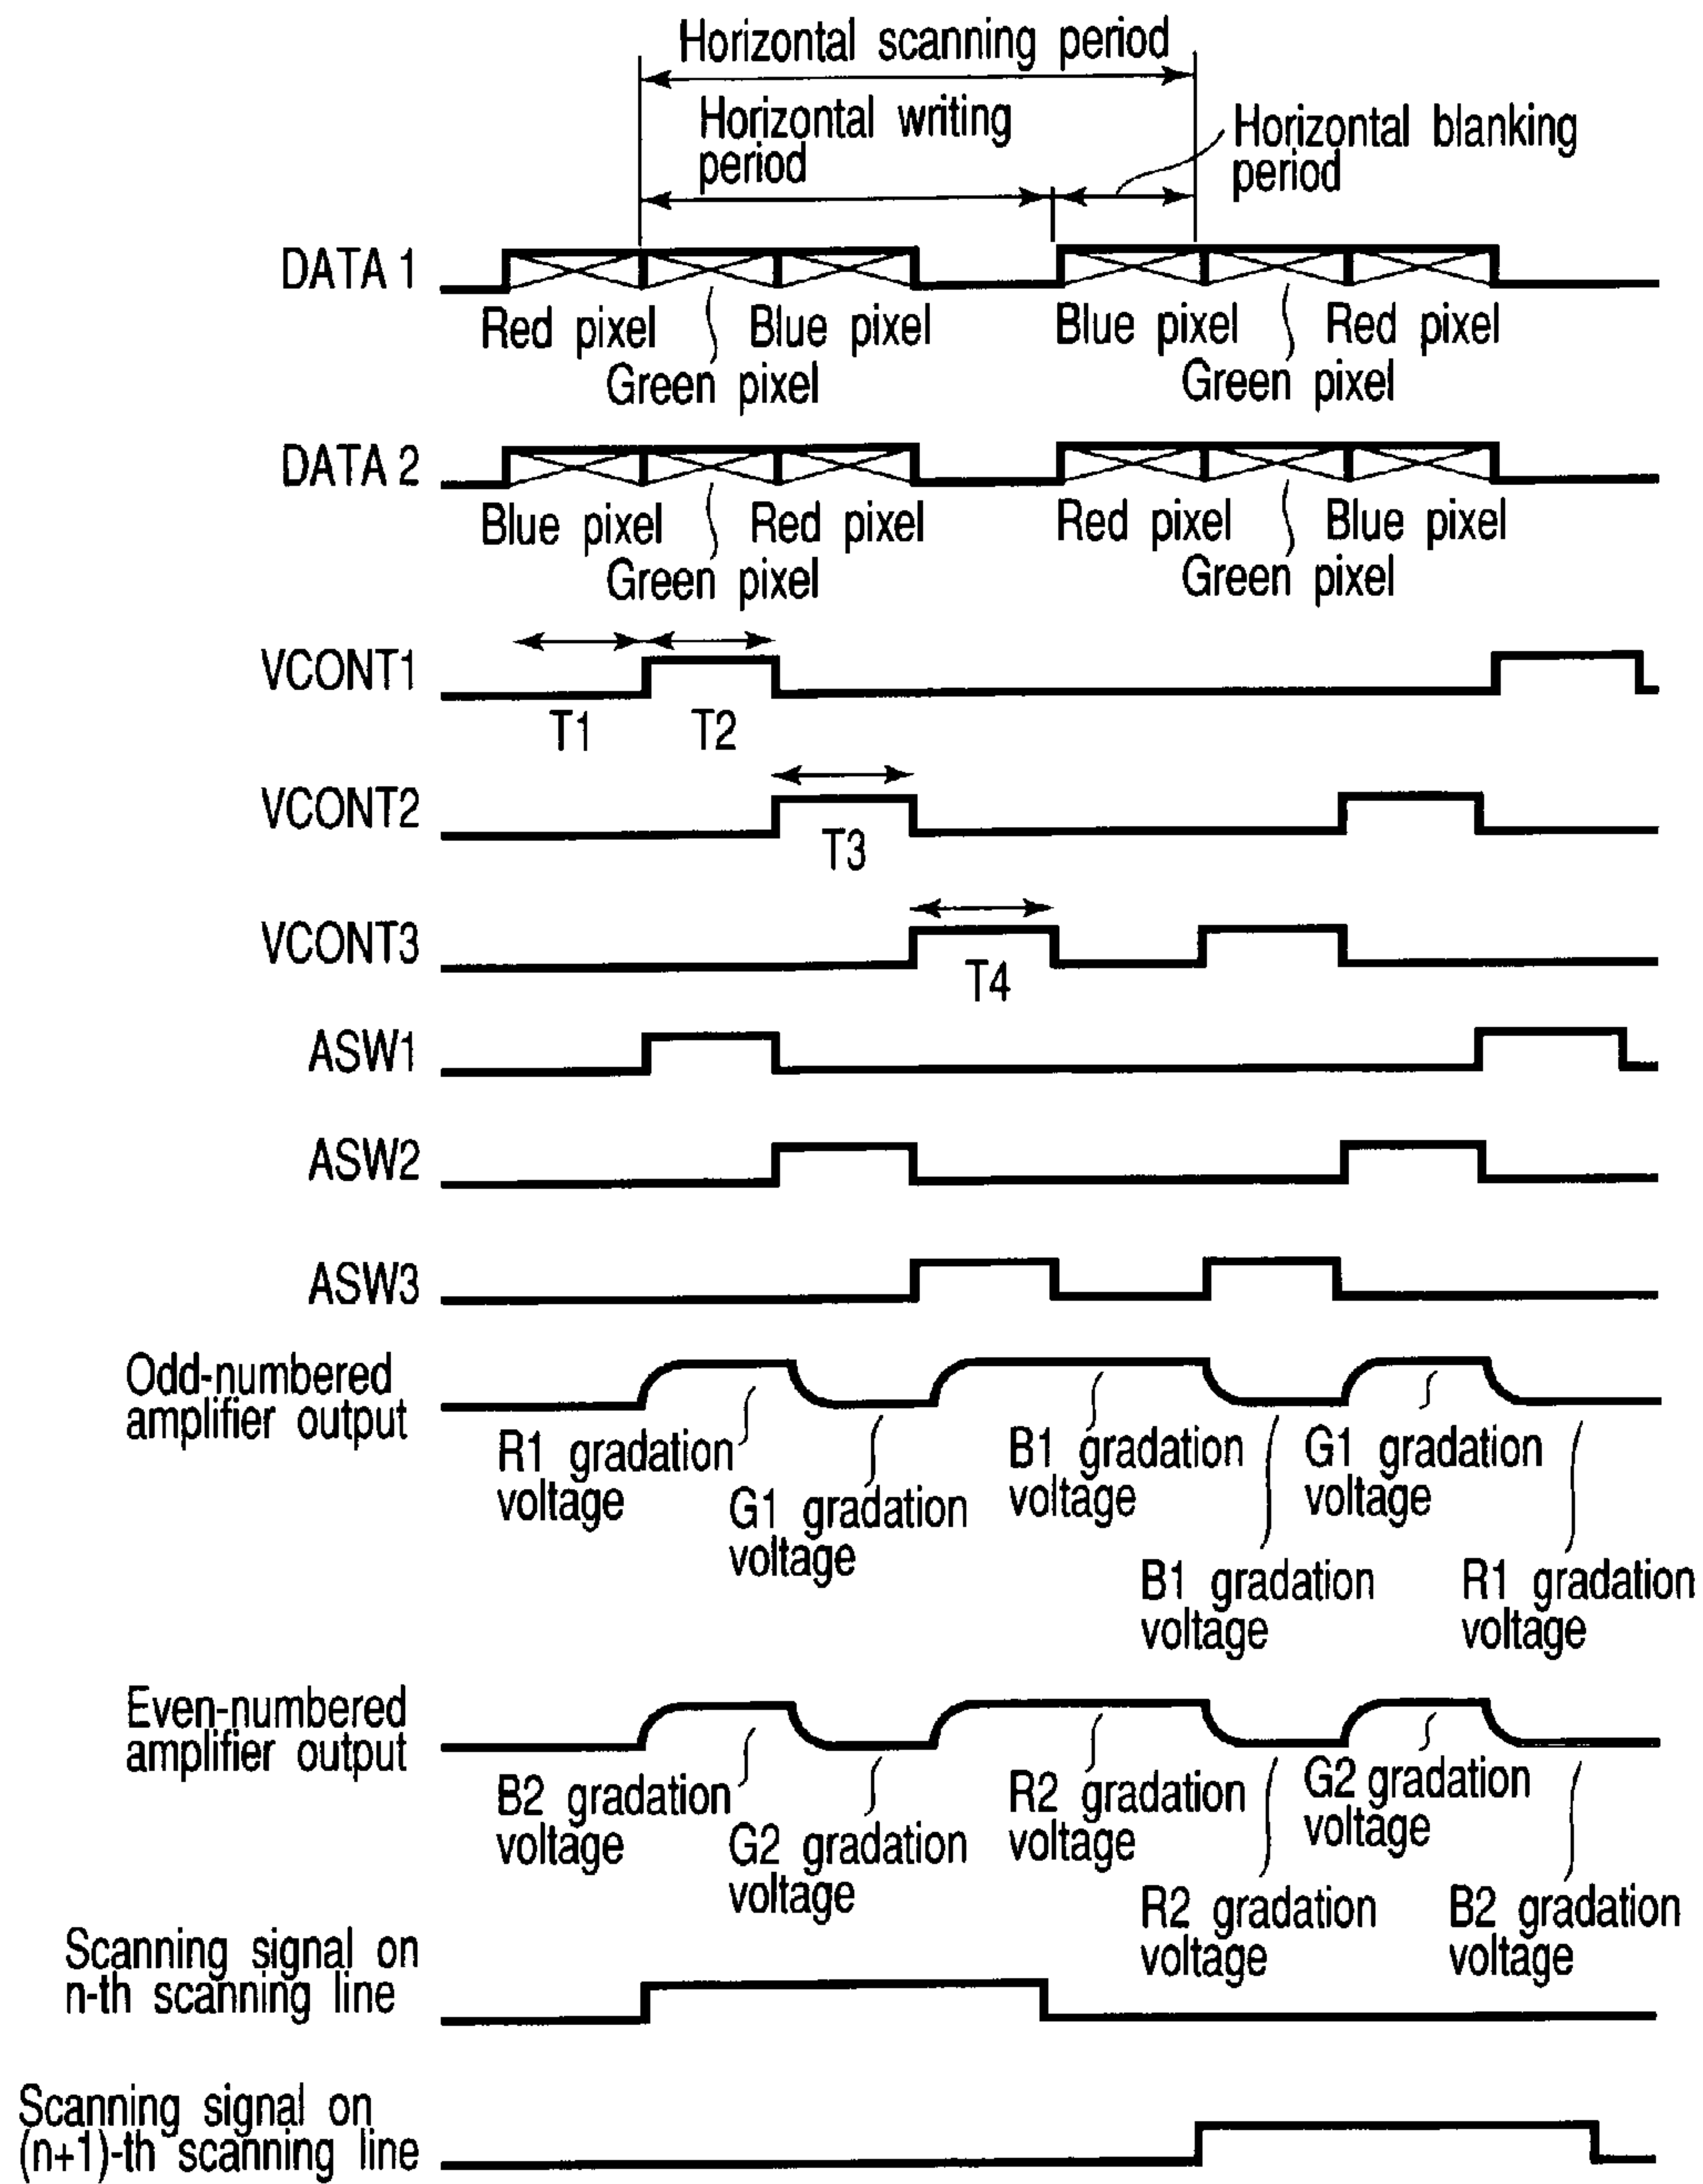 Horizontal scanning period
Horizontal writing
period
Horizontal blanking
period
DATA 1
Red pixel
Blue pixel
Blue pixel
Red pixel
Green pixel
Green pixel
DATA 2
Blue pixel
Red pixel
Red pixel
Blue pixel
Green pixel
Green pixel
VCONT1
T1
T2
VCONT2
T3
VCONT3
T4
ASW1
ASW2
ASW3
Odd-numbered
amplifier output
R1 gradation
voltage
G1 gradation
voltage
B1 gradation
voltage
B1 gradation
voltage
G1 gradation
voltage
R1 gradation
voltage
Even-numbered
amplifier output
B2 gradation
voltage
G2 gradation
voltage
R2 gradation
voltage
R2 gradation
voltage
G2 gradation
voltage
B2 gradation
voltage
Scanning signal on
n-th scanning line
Scanning signal on
(n+1)-th scanning line